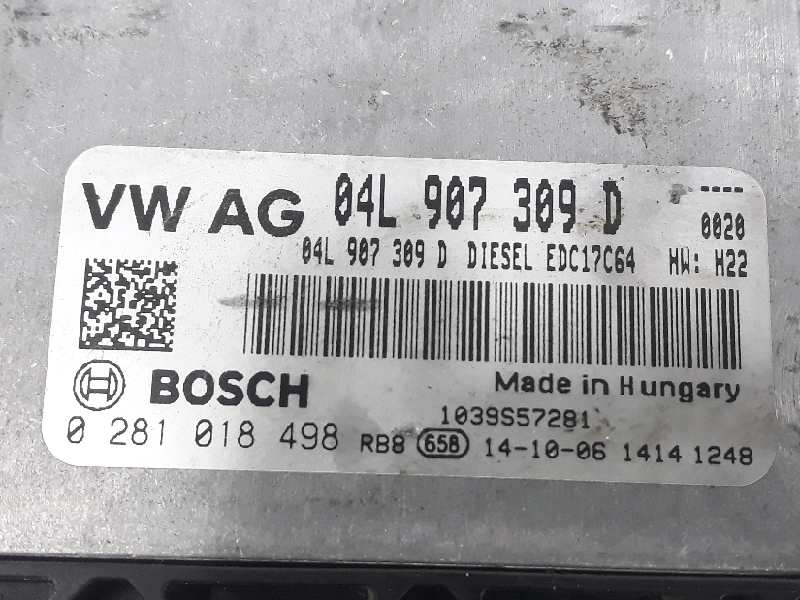 VW AG 04L 907 309 D ----
0020
04L 907 309 D DIESEL EDC17C64 HW: H22
BOSCH
Made in Hungary
1039S57281
0 281 018 498 RB8 658 14-10-06 1414 1248